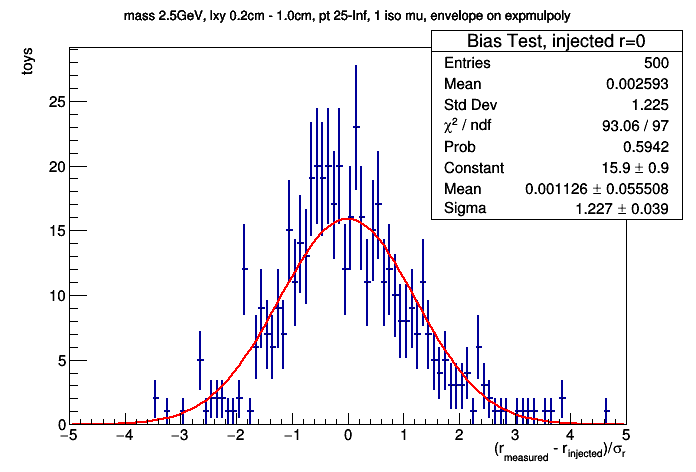 mass 2.5GeV, lxy 0.2cm - 1.0cm, pt 25-Inf, 1 iso mu, envelope on expmulpoly
Bias Test, injected r=0
Entries 500
Mean 0.002593
Std Dev 1.225
χ² / ndf 93.06 / 97
Prob 0.5942
Constant 15.9 ± 0.9
Mean 0.001126 ± 0.055508
Sigma 1.227 ± 0.039
toys
25
20
15
10
5
0
−5 −4 −3 −2 −1 0 1 2 3 4 5
(r_measured - r_injected)/σ_r